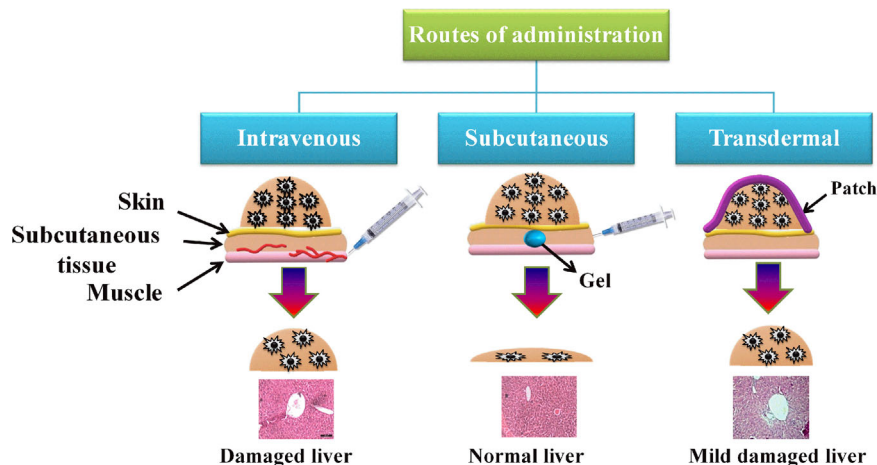 Routes of administration
Intravenous
Subcutaneous
Transdermal
Skin
Subcutaneous
tissue
Muscle
Gel
Patch
Damaged liver
Normal liver
Mild damaged liver